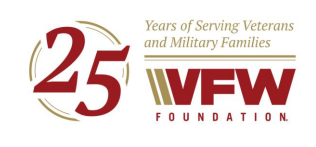 25
Years of Serving Veterans
and Military Families
VFW
FOUNDATION.